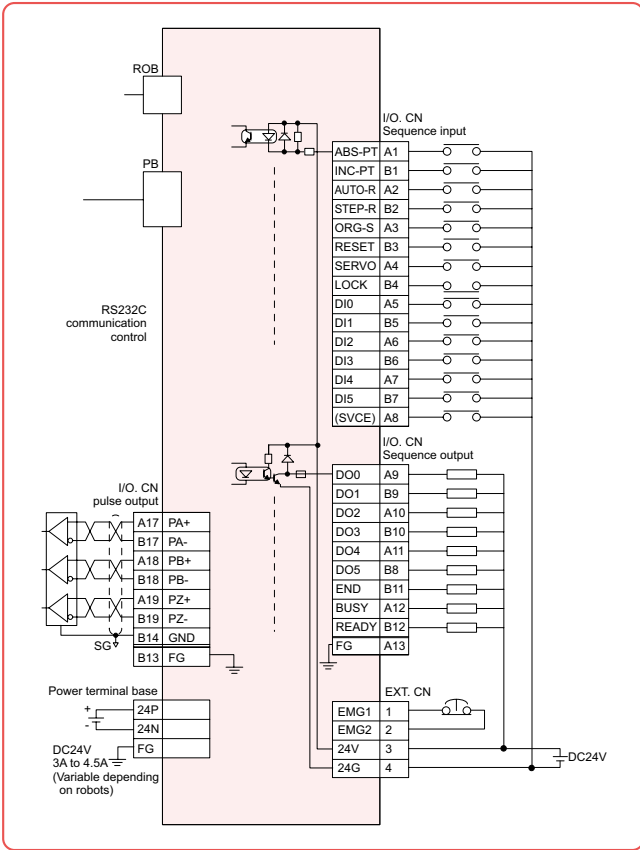 ROB
PB
RS232C
communication
control
I/O. CN
Sequence input
ABS-PT A1
INC-PT B1
AUTO-R A2
STEP-R B2
ORG-S A3
RESET B3
SERVO A4
LOCK B4
DI0 A5
DI1 B5
DI2 A6
DI3 B6
DI4 A7
DI5 B7
(SVCE) A8
I/O. CN
Sequence output
DO0 A9
DO1 B9
DO2 A10
DO3 B10
DO4 A11
DO5 B8
END B11
BUSY A12
READY B12
FG A13
I/O. CN
pulse output
A17 PA+
B17 PA-
A18 PB+
B18 PB-
A19 PZ+
B19 PZ-
B14 GND
B13 FG
SG
Power terminal base
+ 24P
- 24N
FG
DC24V
3A to 4.5A
(Variable depending
on robots)
EXT. CN
EMG1 1
EMG2 2
24V 3
24G 4
DC24V